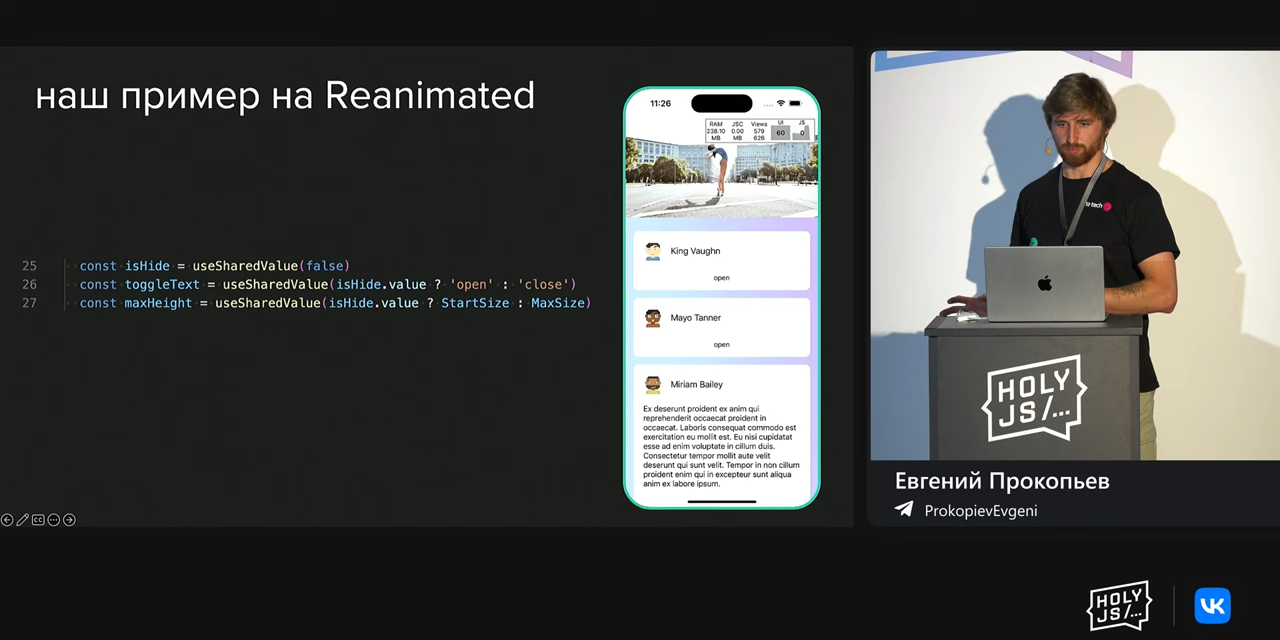 наш пример на Reanimated
25 const isHide = useSharedValue(false)
26 const toggleText = useSharedValue(isHide.value ? 'open' : 'close')
27 const maxHeight = useSharedValue(isHide.value ? StartSize : MaxSize)
11:26
RAM 238.10 MB
JSC 0.00 MB
Views 579 626
UI 60
JS 0
King Vaughn
open
Mayo Tanner
open
Miriam Bailey
Ex deserunt proident ex anim qui
reprehenderit occaecat proident in
occaecat. Laboris consequat commodo est
exercitation eu mollit est. Eu nisi cupidatat
esse ad enim voluptate in cillum duis.
Consectetur tempor mollit aute velit
deserunt qui sunt velit. Tempor in non cillum
proident enim qui in excepteur sunt aliqua
anim ex labore ipsum.
HOLY
JS/...
Евгений Прокопьев
ProkopievEvgeni
HOLY
JS/...
VK